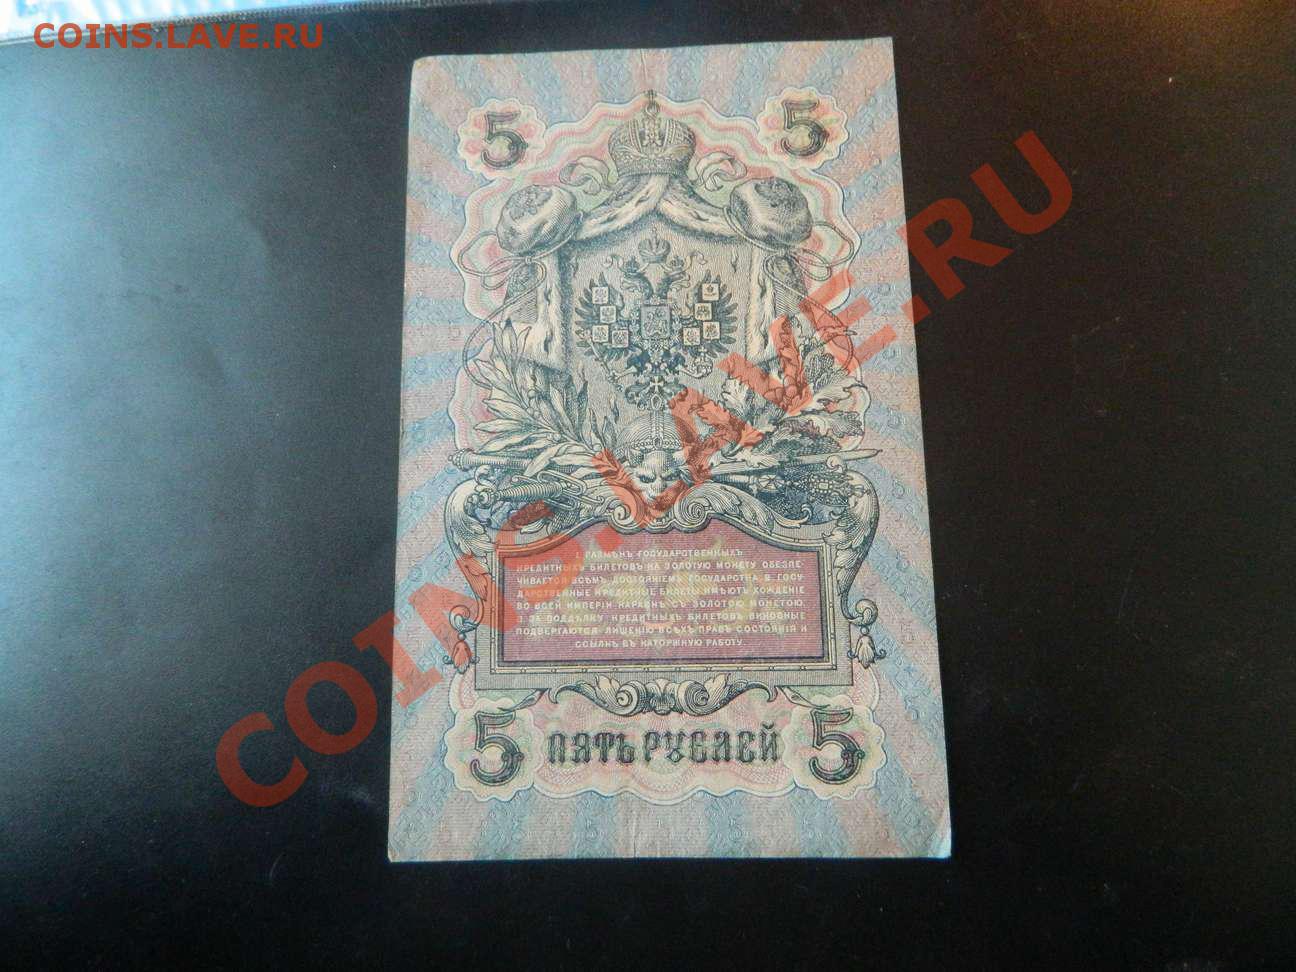 COINS.LAVE.RU
5 5
1. РАЗМѢНЪ ГОСУДАРСТВЕННЫХЪ
КРЕДИТНЫХЪ БИЛЕТОВЪ НА ЗОЛОТУЮ МОНЕТУ ОБЕЗПЕ-
ЧИВАЕТСЯ ВСѢМЪ ДОСТОЯНІЕМЪ ГОСУДАРСТВА. 2. ГОСУ-
ДАРСТВЕННЫЕ КРЕДИТНЫЕ БИЛЕТЫ ИМѢЮТЪ ХОЖДЕНІЕ
ВО ВСЕЙ ИМПЕРІИ НАРАВНѢ СЪ ЗОЛОТОЮ МОНЕТОЮ.
3. ЗА ПОДДѢЛКУ КРЕДИТНЫХЪ БИЛЕТОВЪ ВИНОВНЫЕ
ПОДВЕРГАЮТСЯ ЛИШЕНІЮ ВСѢХЪ ПРАВЪ СОСТОЯНІЯ И
ССЫЛКѢ ВЪ КАТОРЖНУЮ РАБОТУ.
5 ПЯТЬ РУБЛЕЙ 5
COINS.LAVE.RU